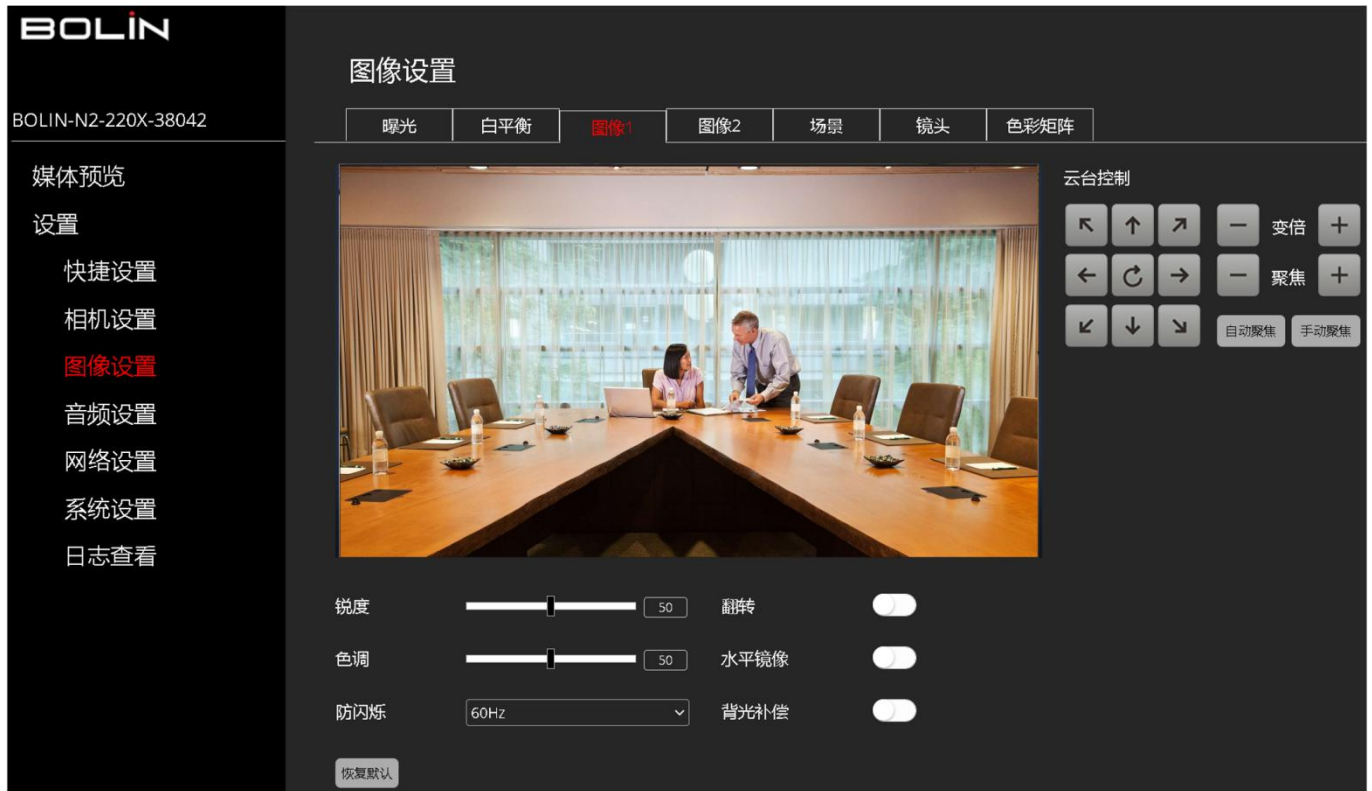 BOLIN
BOLIN-N2-220X-38042
媒体预览
设置
快捷设置
相机设置
图像设置
音频设置
网络设置
系统设置
日志查看
图像设置
曝光 白平衡 图像1 图像2 场景 镜头 色彩矩阵
云台控制
变倍
聚焦
自动聚焦 手动聚焦
锐度 50 翻转
色调 50 水平镜像
防闪烁 60Hz 背光补偿
恢复默认